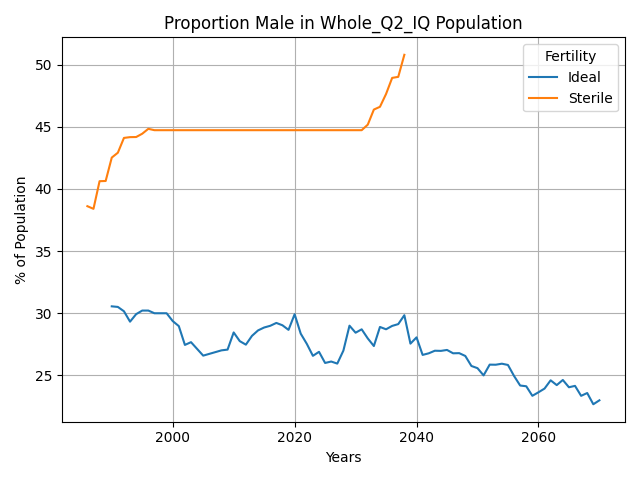 Proportion Male in Whole_Q2_IQ Population
Fertility
Ideal
Sterile
% of Population
50
45
40
35
30
25
2000
2020
2040
2060
Years